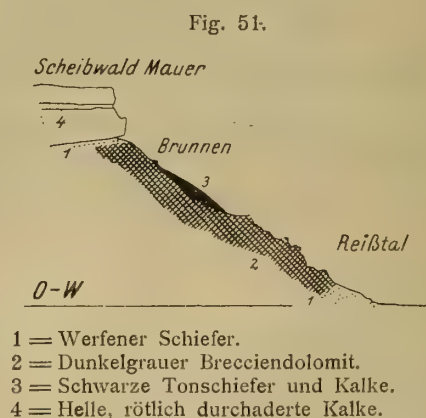 Fig. 51.
Scheibwald Mauer
4
1
Brunnen
3
Reißtal
2
O-W
1
1 = Werfener Schiefer.
2 = Dunkelgrauer Brecciendolomit.
3 = Schwarze Tonschiefer und Kalke.
4 = Helle, rötlich durchaderte Kalke.